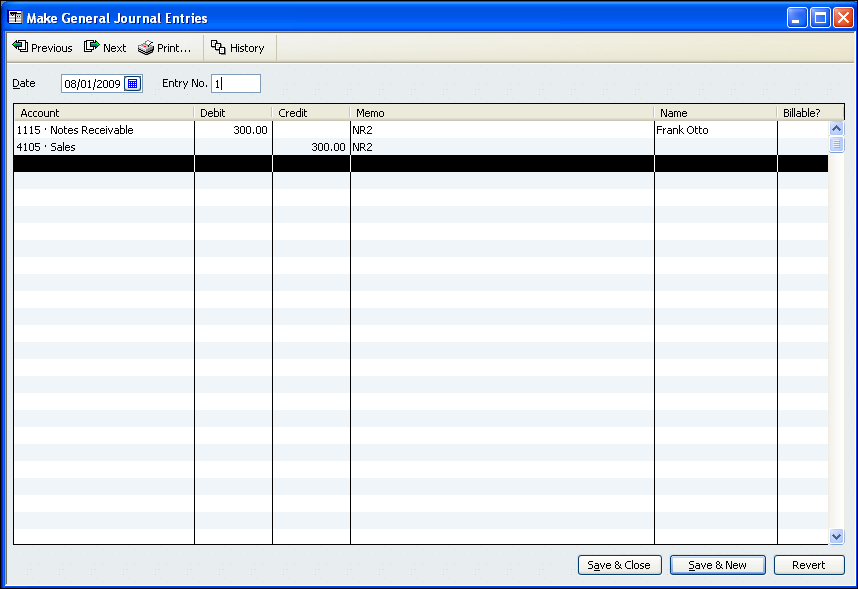 Make General Journal Entries
Previous Next Print... History
Date 08/01/2009 Entry No. 1
Account Debit Credit Memo Name Billable?
1115 · Notes Receivable 300.00 NR2 Frank Otto
4105 · Sales 300.00 NR2
Save & Close Save & New Revert